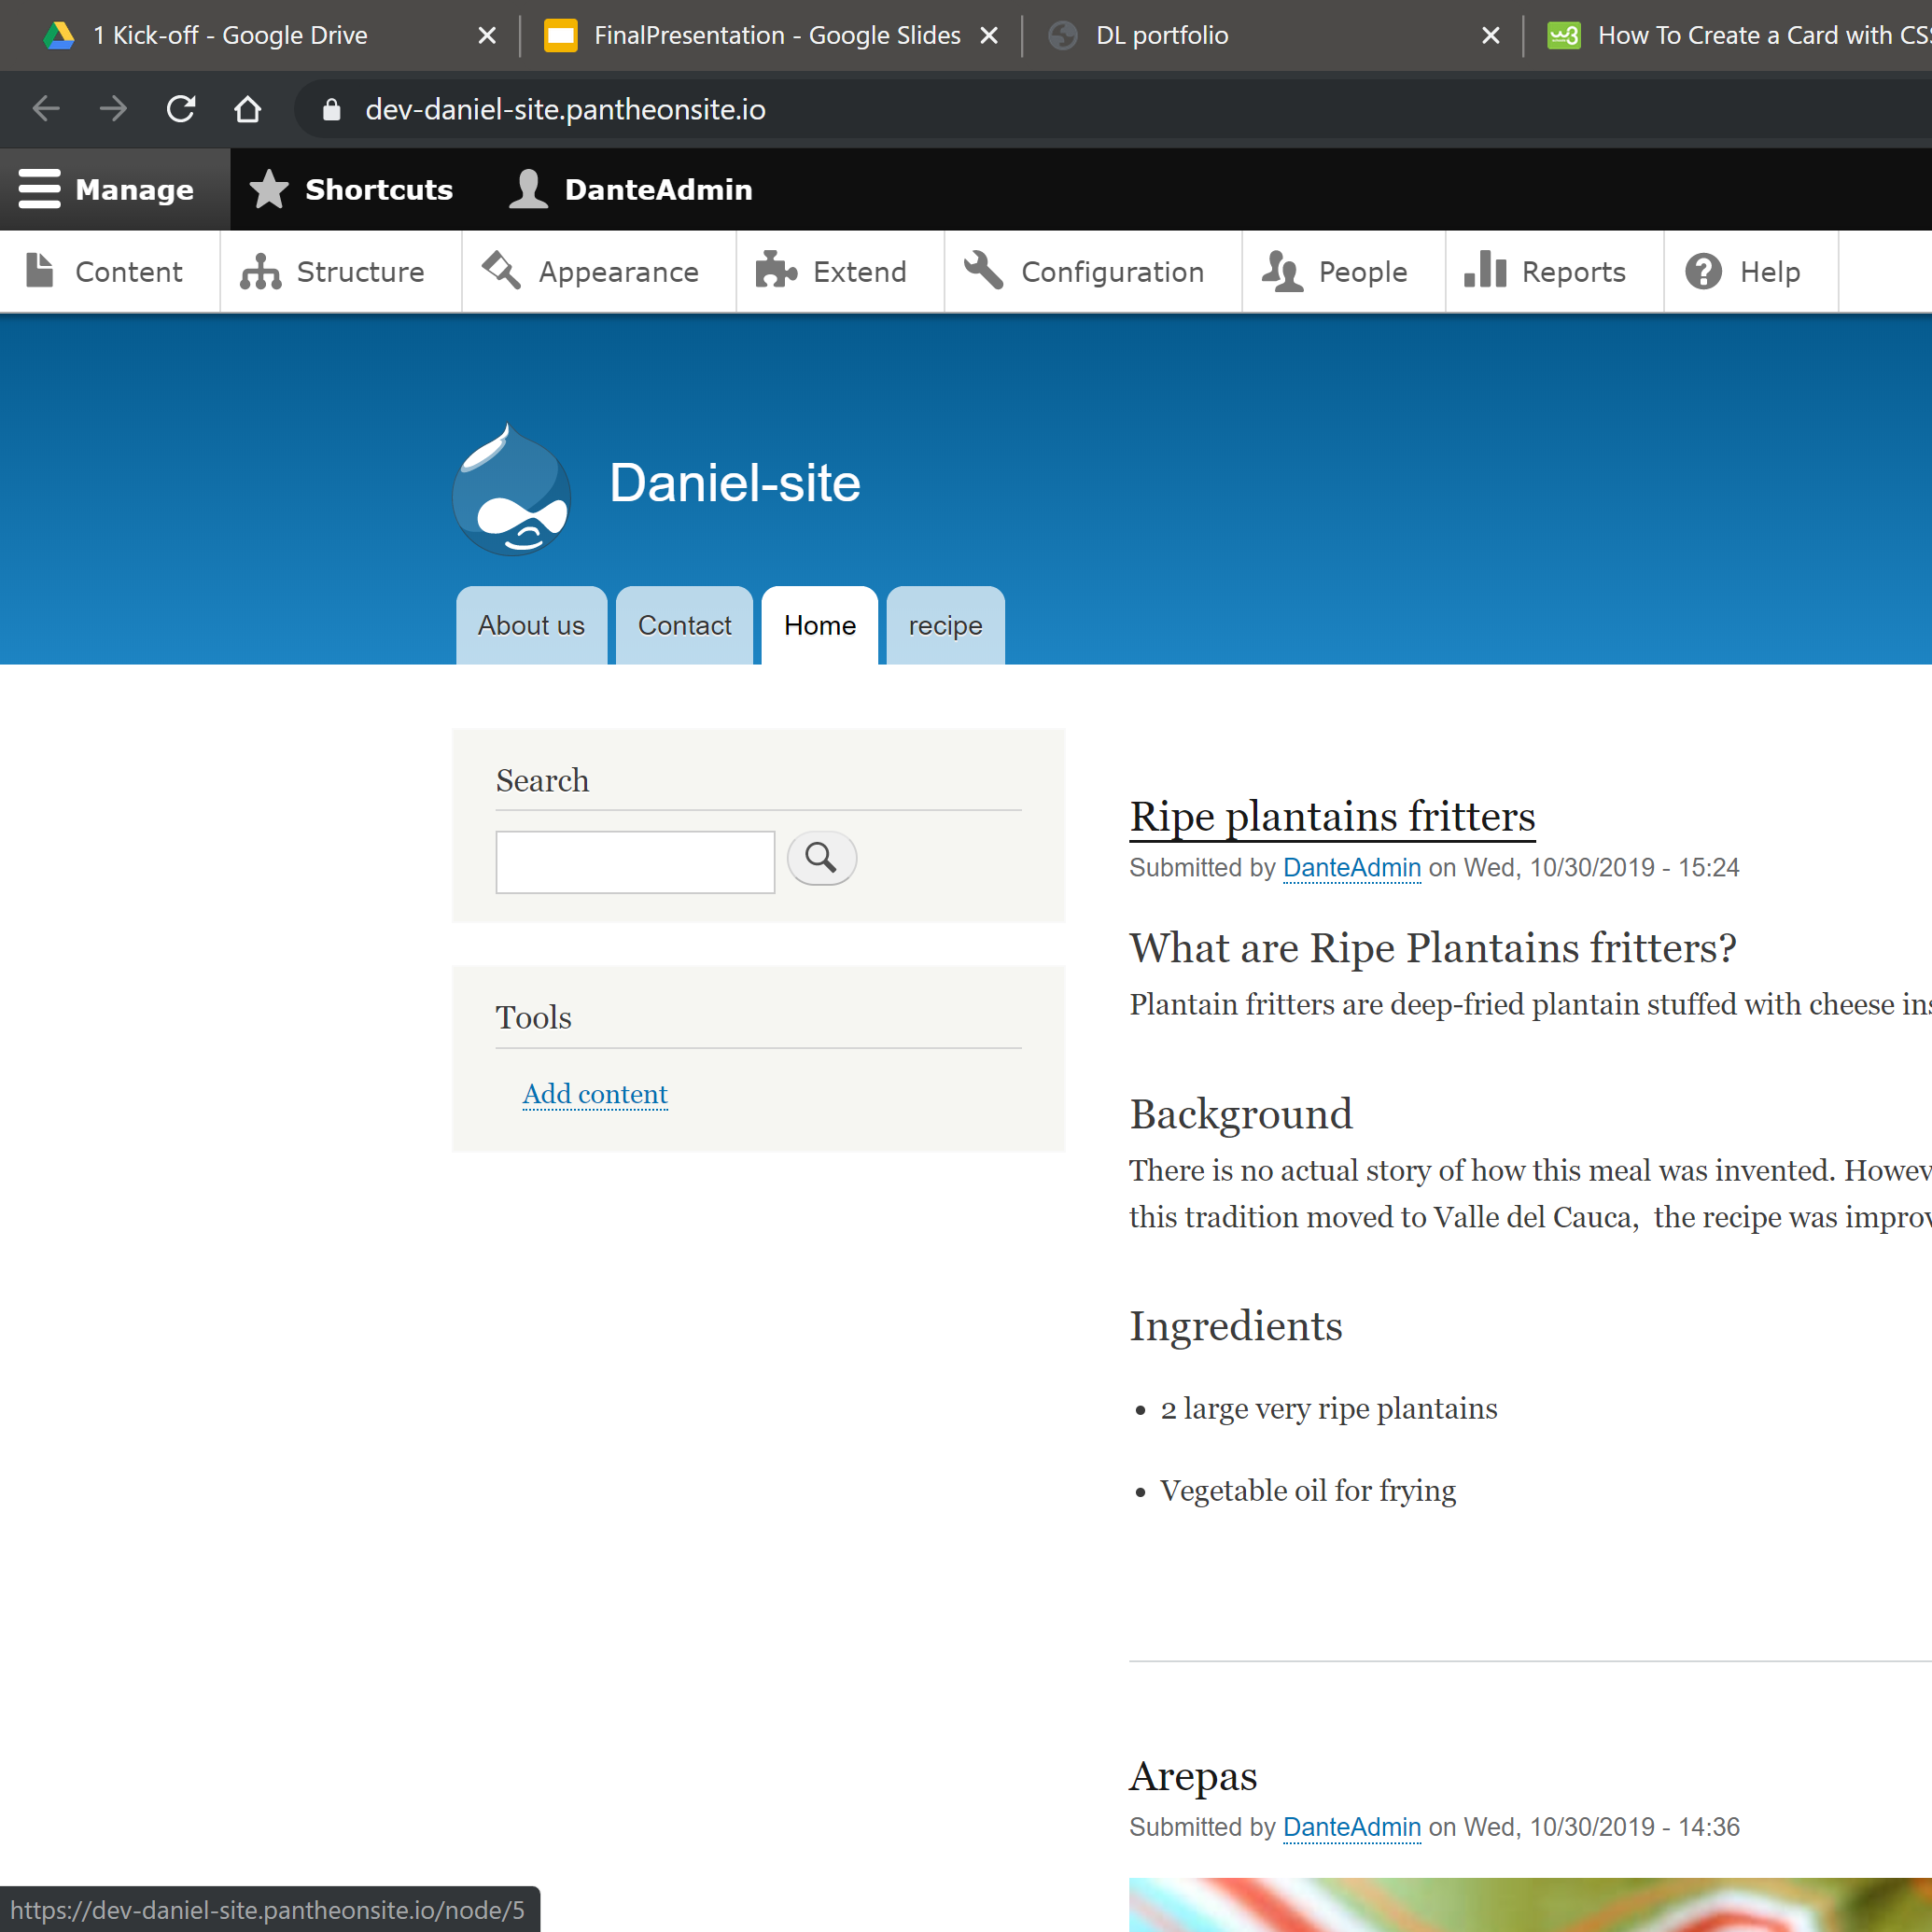 1 Kick-off - Google Drive
FinalPresentation - Google Slides
DL portfolio
How To Create a Card with CSS
dev-daniel-site.pantheonsite.io
Manage
Shortcuts
DanteAdmin
Content
Structure
Appearance
Extend
Configuration
People
Reports
Help
Daniel-site
About us
Contact
Home
recipe
Search
Tools
Add content
Ripe plantains fritters
Submitted by DanteAdmin on Wed, 10/30/2019 - 15:24
What are Ripe Plantains fritters?
Plantain fritters are deep-fried plantain stuffed with cheese
Background
There is no actual story of how this meal was invented.
this tradition moved to Valle del Cauca,  the recipe was
Ingredients
• 2 large very ripe plantains
• Vegetable oil for frying
Arepas
Submitted by DanteAdmin on Wed, 10/30/2019 - 14:36
https://dev-daniel-site.pantheonsite.io/node/5